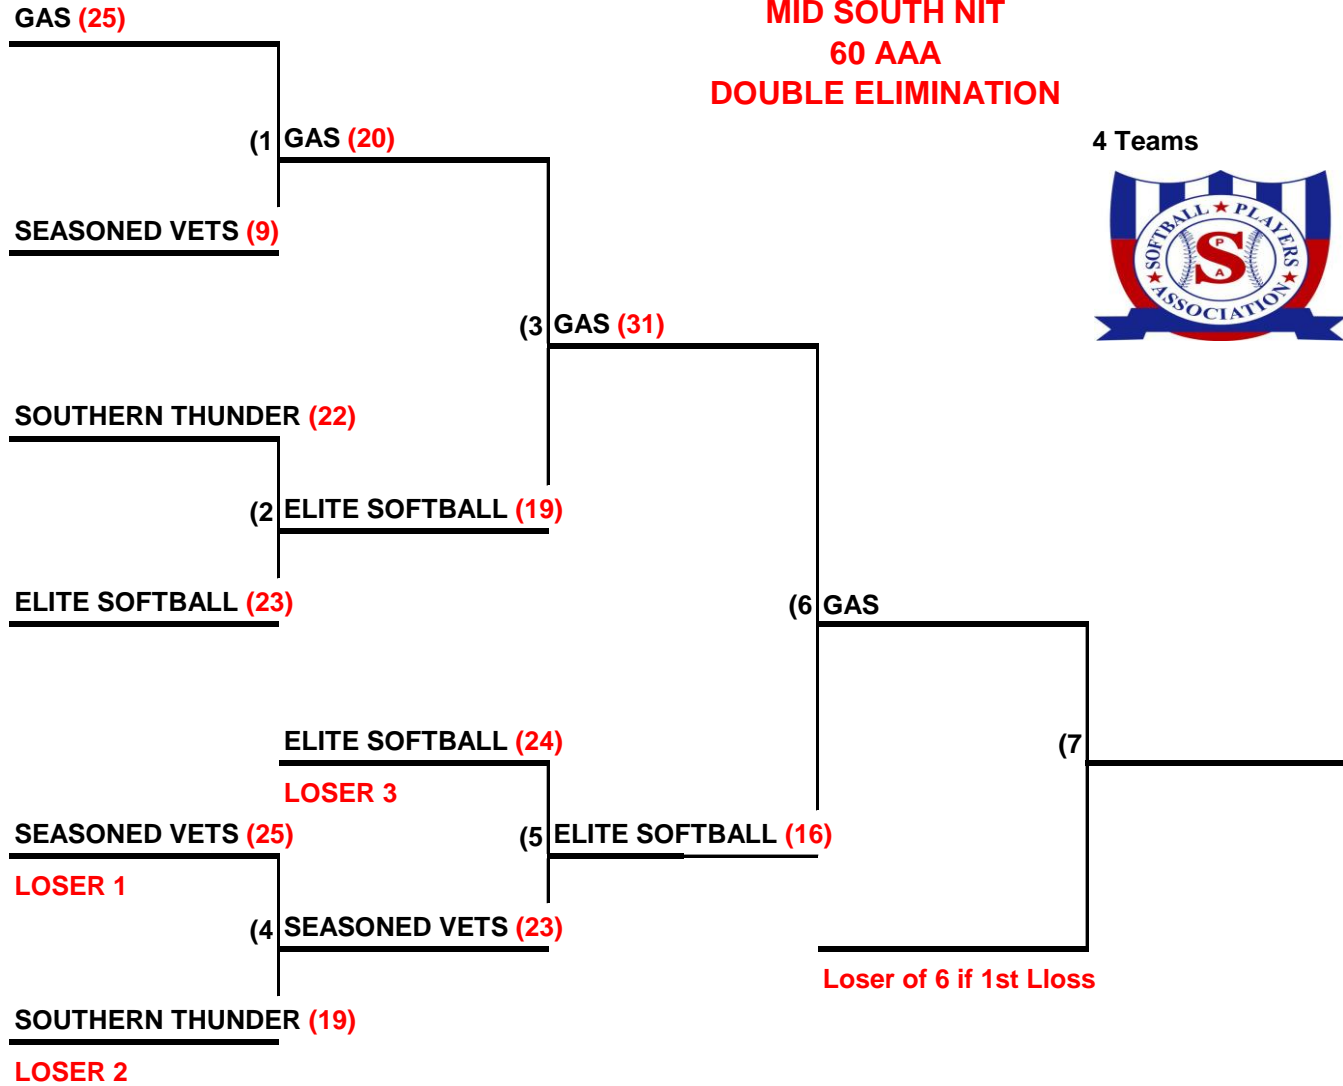 GAS (25)
MID SOUTH NIT
60 AAA
DOUBLE ELIMINATION
(1 GAS (20)
4 Teams
SOFTBALL PLAYERS
P
S
A
ASSOCIATION
SEASONED VETS (9)
(3 GAS (31)
SOUTHERN THUNDER (22)
(2 ELITE SOFTBALL (19)
ELITE SOFTBALL (23)
(6 GAS
ELITE SOFTBALL (24)
(7
LOSER 3
SEASONED VETS (25)
(5 ELITE SOFTBALL (16)
LOSER 1
(4 SEASONED VETS (23)
Loser of 6 if 1st Lloss
SOUTHERN THUNDER (19)
LOSER 2